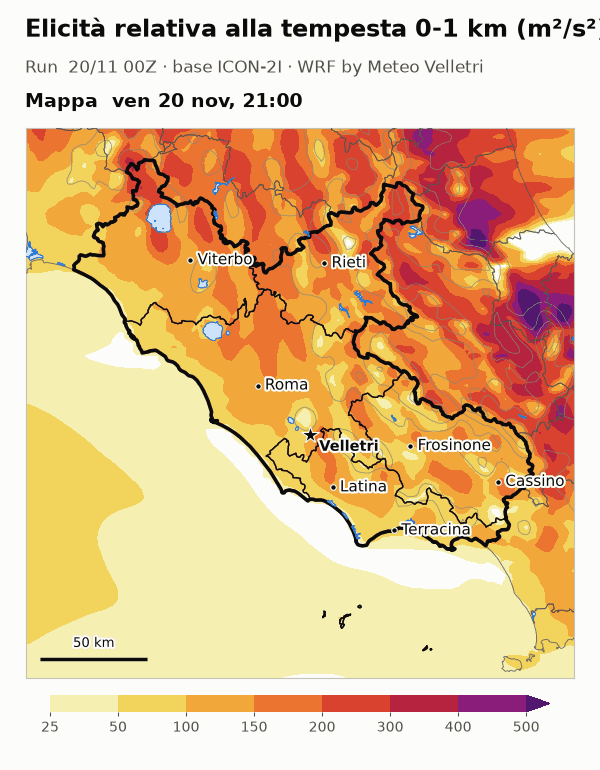 Elicità relativa alla tempesta 0-1 km (m²/s²)
Run  20/11 00Z · base ICON-2I · WRF by Meteo Velletri
Mappa  ven 20 nov, 21:00
Viterbo
Rieti
Roma
Velletri
Frosinone
Cassino
Latina
Terracina
50 km
25 50 100 150 200 300 400 500